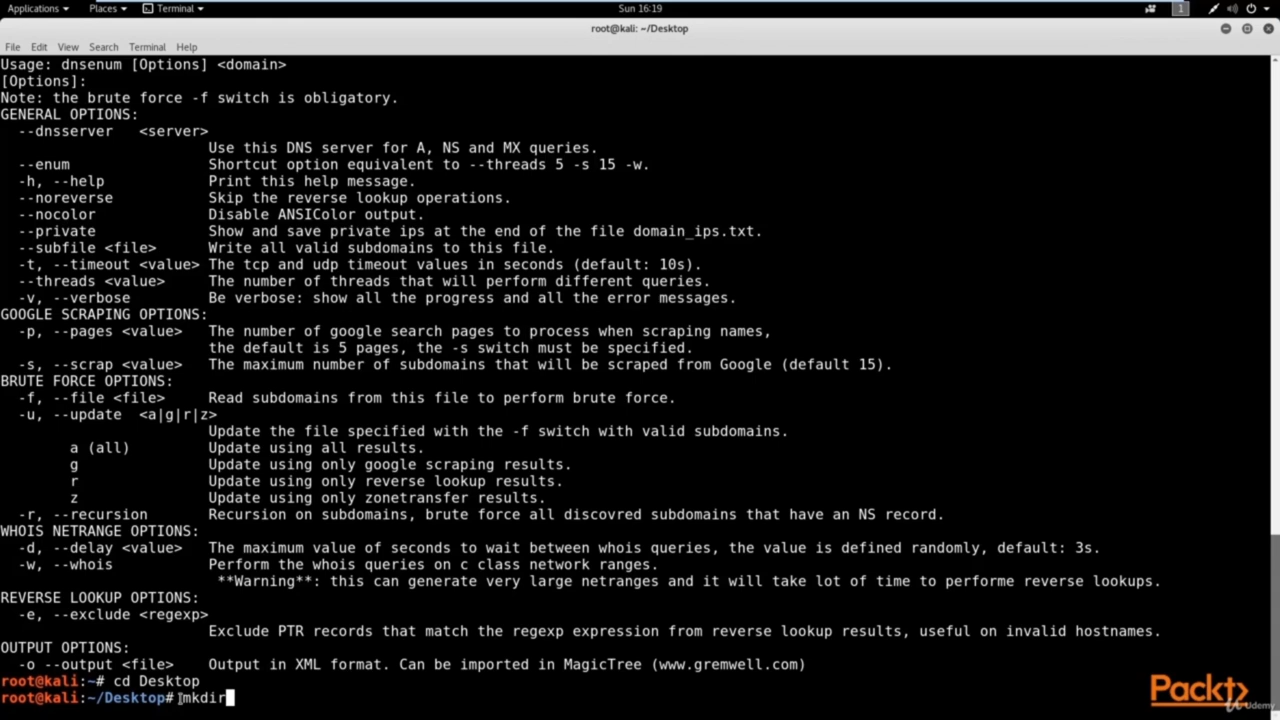 Applications Places Terminal Sun 16:19 1
root@kali: ~/Desktop
File Edit View Search Terminal Help
Usage: dnsenum [Options] <domain>
[Options]:
Note: the brute force -f switch is obligatory.
GENERAL OPTIONS:
--dnsserver <server>
Use this DNS server for A, NS and MX queries.
--enum Shortcut option equivalent to --threads 5 -s 15 -w.
-h, --help Print this help message.
--noreverse Skip the reverse lookup operations.
--nocolor Disable ANSIColor output.
--private Show and save private ips at the end of the file domain_ips.txt.
--subfile <file> Write all valid subdomains to this file.
-t, --timeout <value> The tcp and udp timeout values in seconds (default: 10s).
--threads <value> The number of threads that will perform different queries.
-v, --verbose Be verbose: show all the progress and all the error messages.
GOOGLE SCRAPING OPTIONS:
-p, --pages <value> The number of google search pages to process when scraping names,
the default is 5 pages, the -s switch must be specified.
-s, --scrap <value> The maximum number of subdomains that will be scraped from Google (default 15).
BRUTE FORCE OPTIONS:
-f, --file <file> Read subdomains from this file to perform brute force.
-u, --update <a|g|r|z>
Update the file specified with the -f switch with valid subdomains.
a (all) Update using all results.
g Update using only google scraping results.
r Update using only reverse lookup results.
z Update using only zonetransfer results.
-r, --recursion Recursion on subdomains, brute force all discovred subdomains that have an NS record.
WHOIS NETRANGE OPTIONS:
-d, --delay <value> The maximum value of seconds to wait between whois queries, the value is defined randomly, default: 3s.
-w, --whois Perform the whois queries on c class network ranges.
**Warning**: this can generate very large netranges and it will take lot of time to performe reverse lookups.
REVERSE LOOKUP OPTIONS:
-e, --exclude <regexp>
Exclude PTR records that match the regexp expression from reverse lookup results, useful on invalid hostnames.
OUTPUT OPTIONS:
-o --output <file> Output in XML format. Can be imported in MagicTree (www.gremwell.com)
root@kali:~# cd Desktop
root@kali:~/Desktop# mkdir
Packt>
Udemy